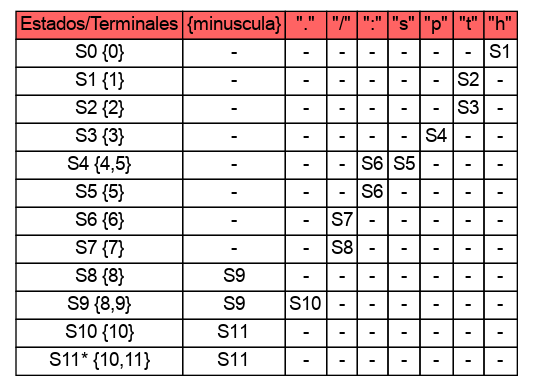 Estados/Terminales {minuscula} "." "/" ":" "s" "p" "t" "h"
S0 {0} - - - - - - - S1
S1 {1} - - - - - - S2 -
S2 {2} - - - - - - S3 -
S3 {3} - - - - - S4 - -
S4 {4,5} - - - S6 S5 - - -
S5 {5} - - - S6 - - - -
S6 {6} - - S7 - - - - -
S7 {7} - - S8 - - - - -
S8 {8} S9 - - - - - - -
S9 {8,9} S9 S10 - - - - - -
S10 {10} S11 - - - - - - -
S11* {10,11} S11 - - - - - - -